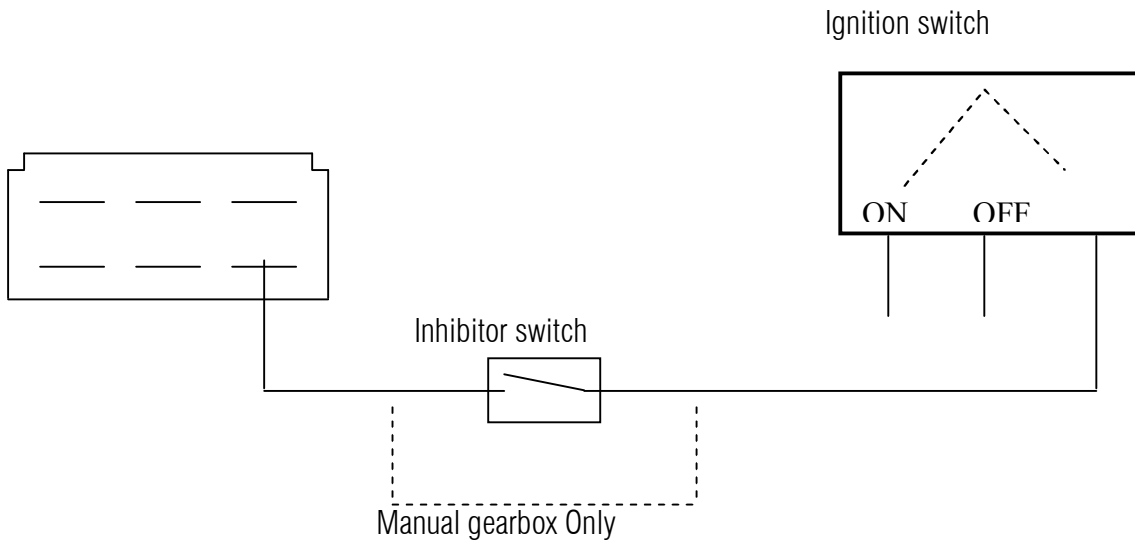 Ignition switch
ON OFF
Inhibitor switch
Manual gearbox Only